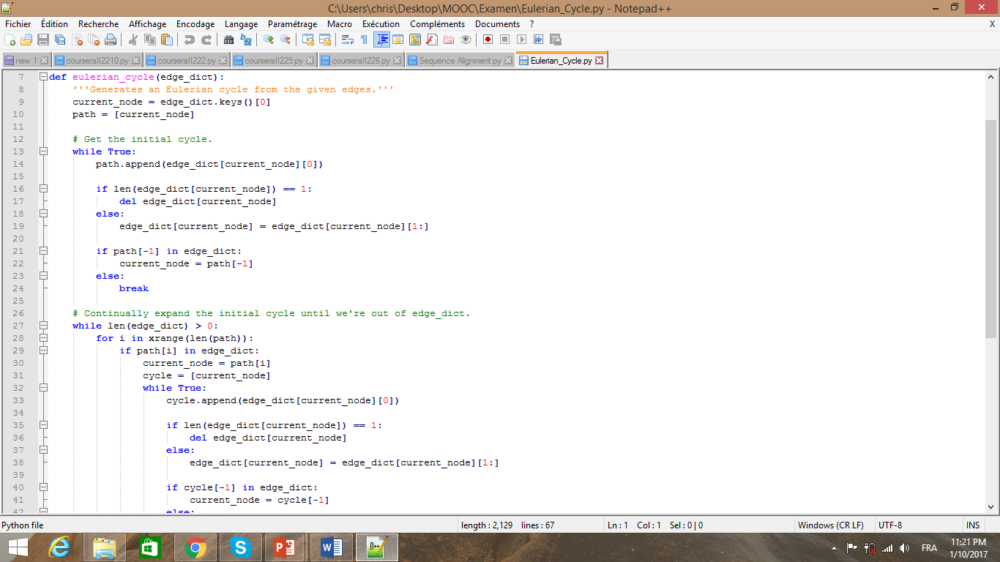 C:\Users\chris\Desktop\MOOC\Examen\Eulerian_Cycle.py - Notepad++
Fichier Édition Recherche Affichage Encodage Langage Paramétrage Macro Exécution Compléments Documents ? X
new 1 courserall2210.py courserall222.py courserall225.py courserall226.py Sequence Alignment.py Eulerian_Cycle.py
7 def eulerian_cycle(edge_dict):
8 '''Generates an Eulerian cycle from the given edges.'''
9 current_node = edge_dict.keys()[0]
10 path = [current_node]
11
12 # Get the initial cycle.
13 while True:
14 path.append(edge_dict[current_node][0])
15
16 if len(edge_dict[current_node]) == 1:
17 del edge_dict[current_node]
18 else:
19 edge_dict[current_node] = edge_dict[current_node][1:]
20
21 if path[-1] in edge_dict:
22 current_node = path[-1]
23 else:
24 break
25
26 # Continually expand the initial cycle until we're out of edge_dict.
27 while len(edge_dict) > 0:
28 for i in xrange(len(path)):
29 if path[i] in edge_dict:
30 current_node = path[i]
31 cycle = [current_node]
32 while True:
33 cycle.append(edge_dict[current_node][0])
34
35 if len(edge_dict[current_node]) == 1:
36 del edge_dict[current_node]
37 else:
38 edge_dict[current_node] = edge_dict[current_node][1:]
39
40 if cycle[-1] in edge_dict:
41 current_node = cycle[-1]
42 else:
Python file length : 2,129 lines : 67 Ln : 1 Col : 1 Sel : 0 | 0 Windows (CR LF) UTF-8 INS
FRA 11:21 PM
1/10/2017